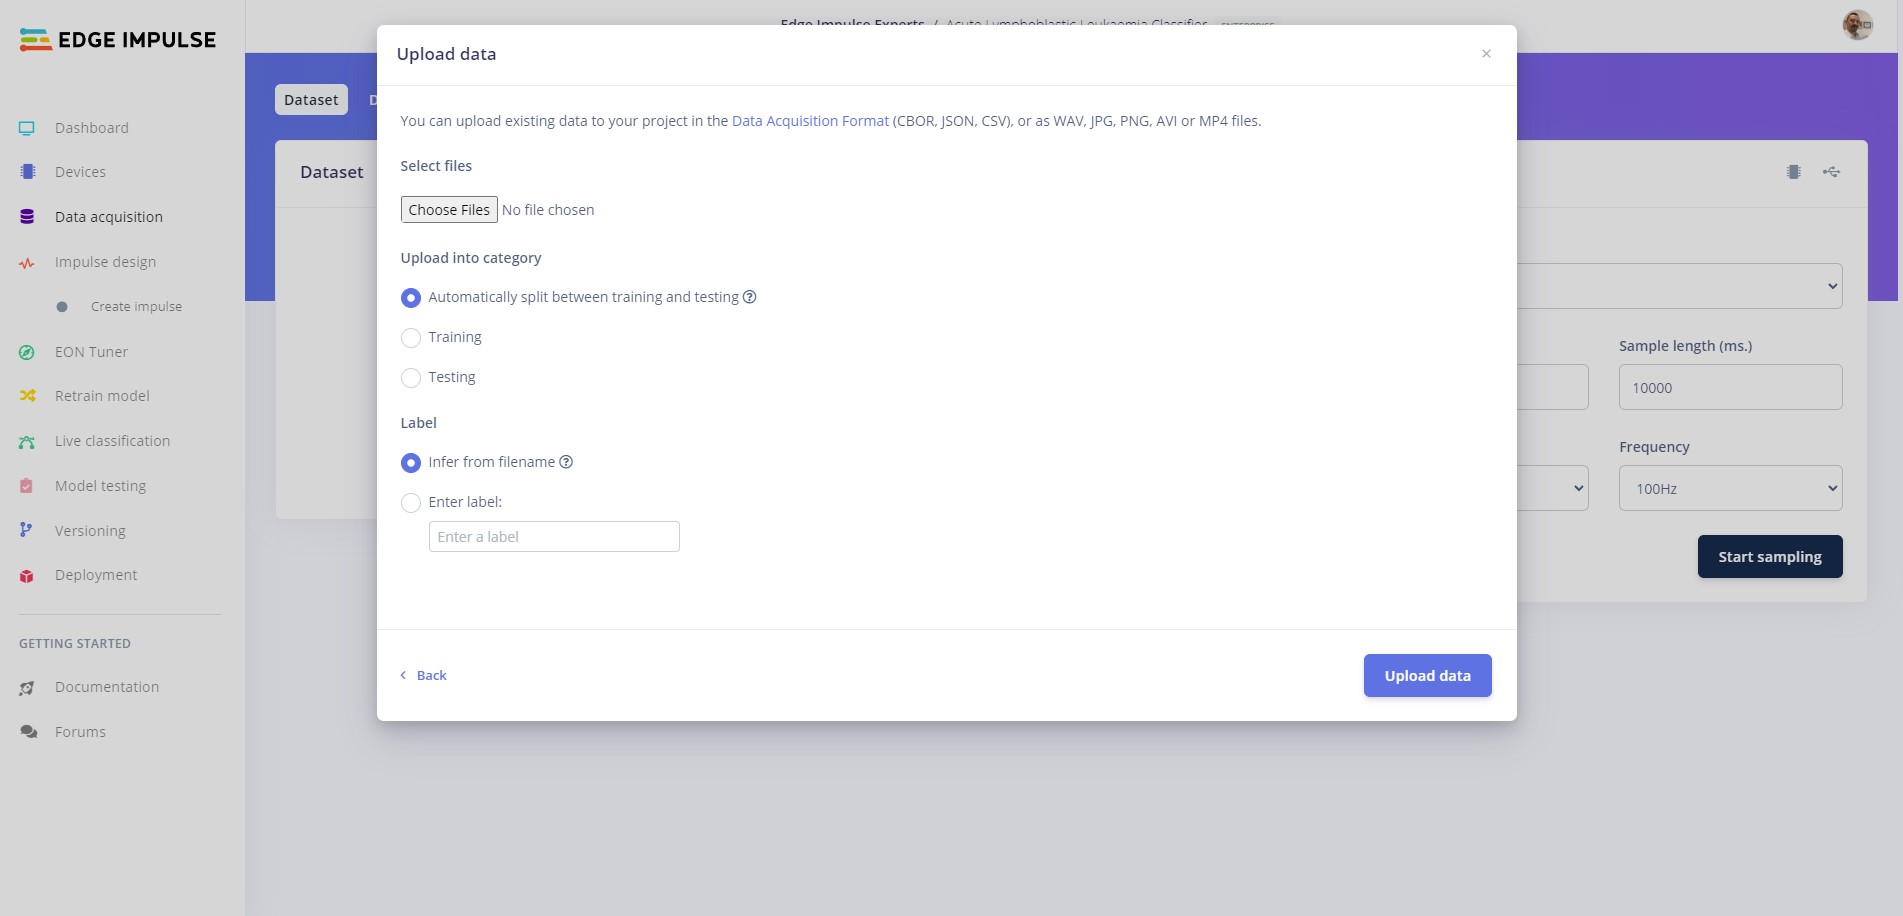 EDGE IMPULSE
Dashboard
Devices
Data acquisition
Impulse design
Create impulse
EON Tuner
Retrain model
Live classification
Model testing
Versioning
Deployment
GETTING STARTED
Documentation
Forums
Edge Impulse Experts / Acute Lymphoblastic Leukaemia Classifier ENTERPRISE
Dataset D
Dataset
Upload data ×
You can upload existing data to your project in the Data Acquisition Format (CBOR, JSON, CSV), or as WAV, JPG, PNG, AVI or MP4 files.
Select files
Choose Files No file chosen
Upload into category
Automatically split between training and testing
Training
Testing
Label
Infer from filename
Enter label:
Enter a label
Back
Upload data
Sample length (ms.)
10000
Frequency
100Hz
Start sampling